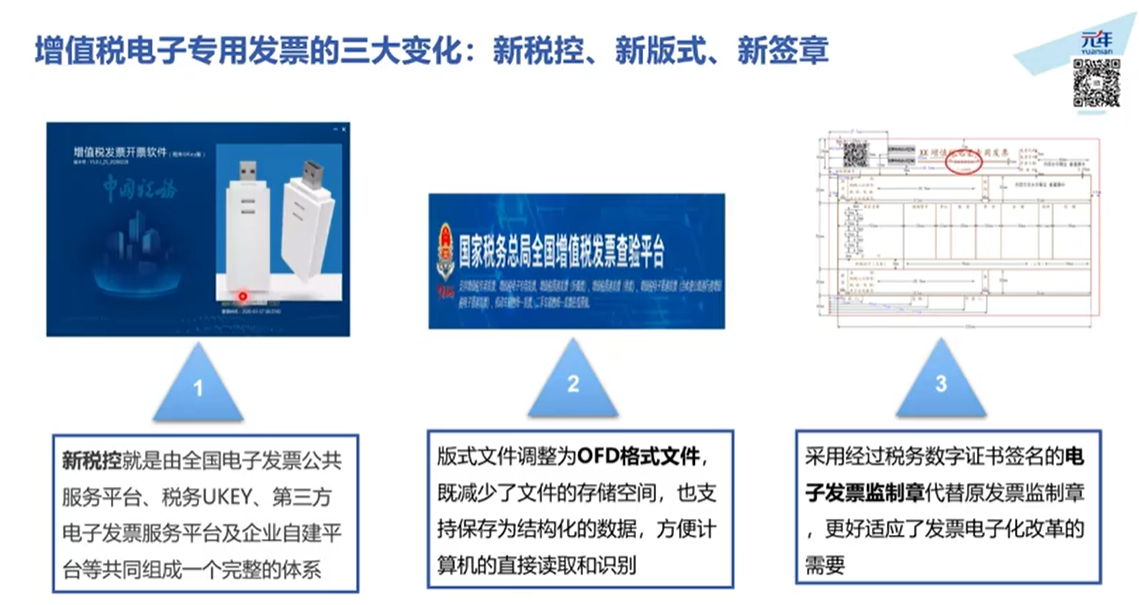 增值税电子专用发票的三大变化：新税控、新版式、新签章
元年
yuanian
增值税发票开票软件（税务UKey版）
中国税务
国家税务总局全国增值税发票查验平台
XX增值税电子专用发票
1
2
3
新税控就是由全国电子发票公共
服务平台、税务UKEY、第三方
电子发票服务平台及企业自建平
台等共同组成一个完整的体系
版式文件调整为OFD格式文件，
既减少了文件的存储空间，也支
持保存为结构化的数据，方便计
算机的直接读取和识别
采用经过税务数字证书签名的电
子发票监制章代替原发票监制章
，更好适应了发票电子化改革的
需要